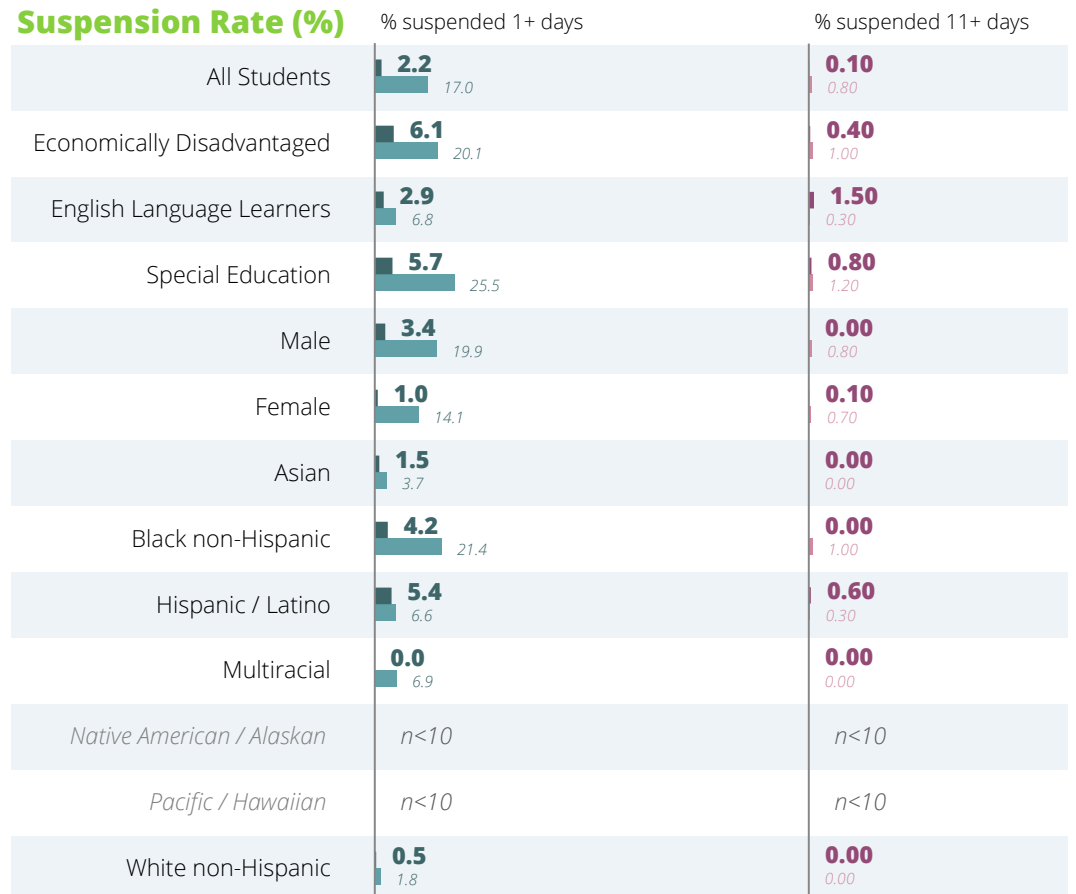 Suspension Rate (%) % suspended 1+ days % suspended 11+ days
All Students 2.2 17.0 0.10 0.80
Economically Disadvantaged 6.1 20.1 0.40 1.00
English Language Learners 2.9 6.8 1.50 0.30
Special Education 5.7 25.5 0.80 1.20
Male 3.4 19.9 0.00 0.80
Female 1.0 14.1 0.10 0.70
Asian 1.5 3.7 0.00 0.00
Black non-Hispanic 4.2 21.4 0.00 1.00
Hispanic / Latino 5.4 6.6 0.60 0.30
Multiracial 0.0 6.9 0.00 0.00
Native American / Alaskan n<10 n<10
Pacific / Hawaiian n<10 n<10
White non-Hispanic 0.5 1.8 0.00 0.00